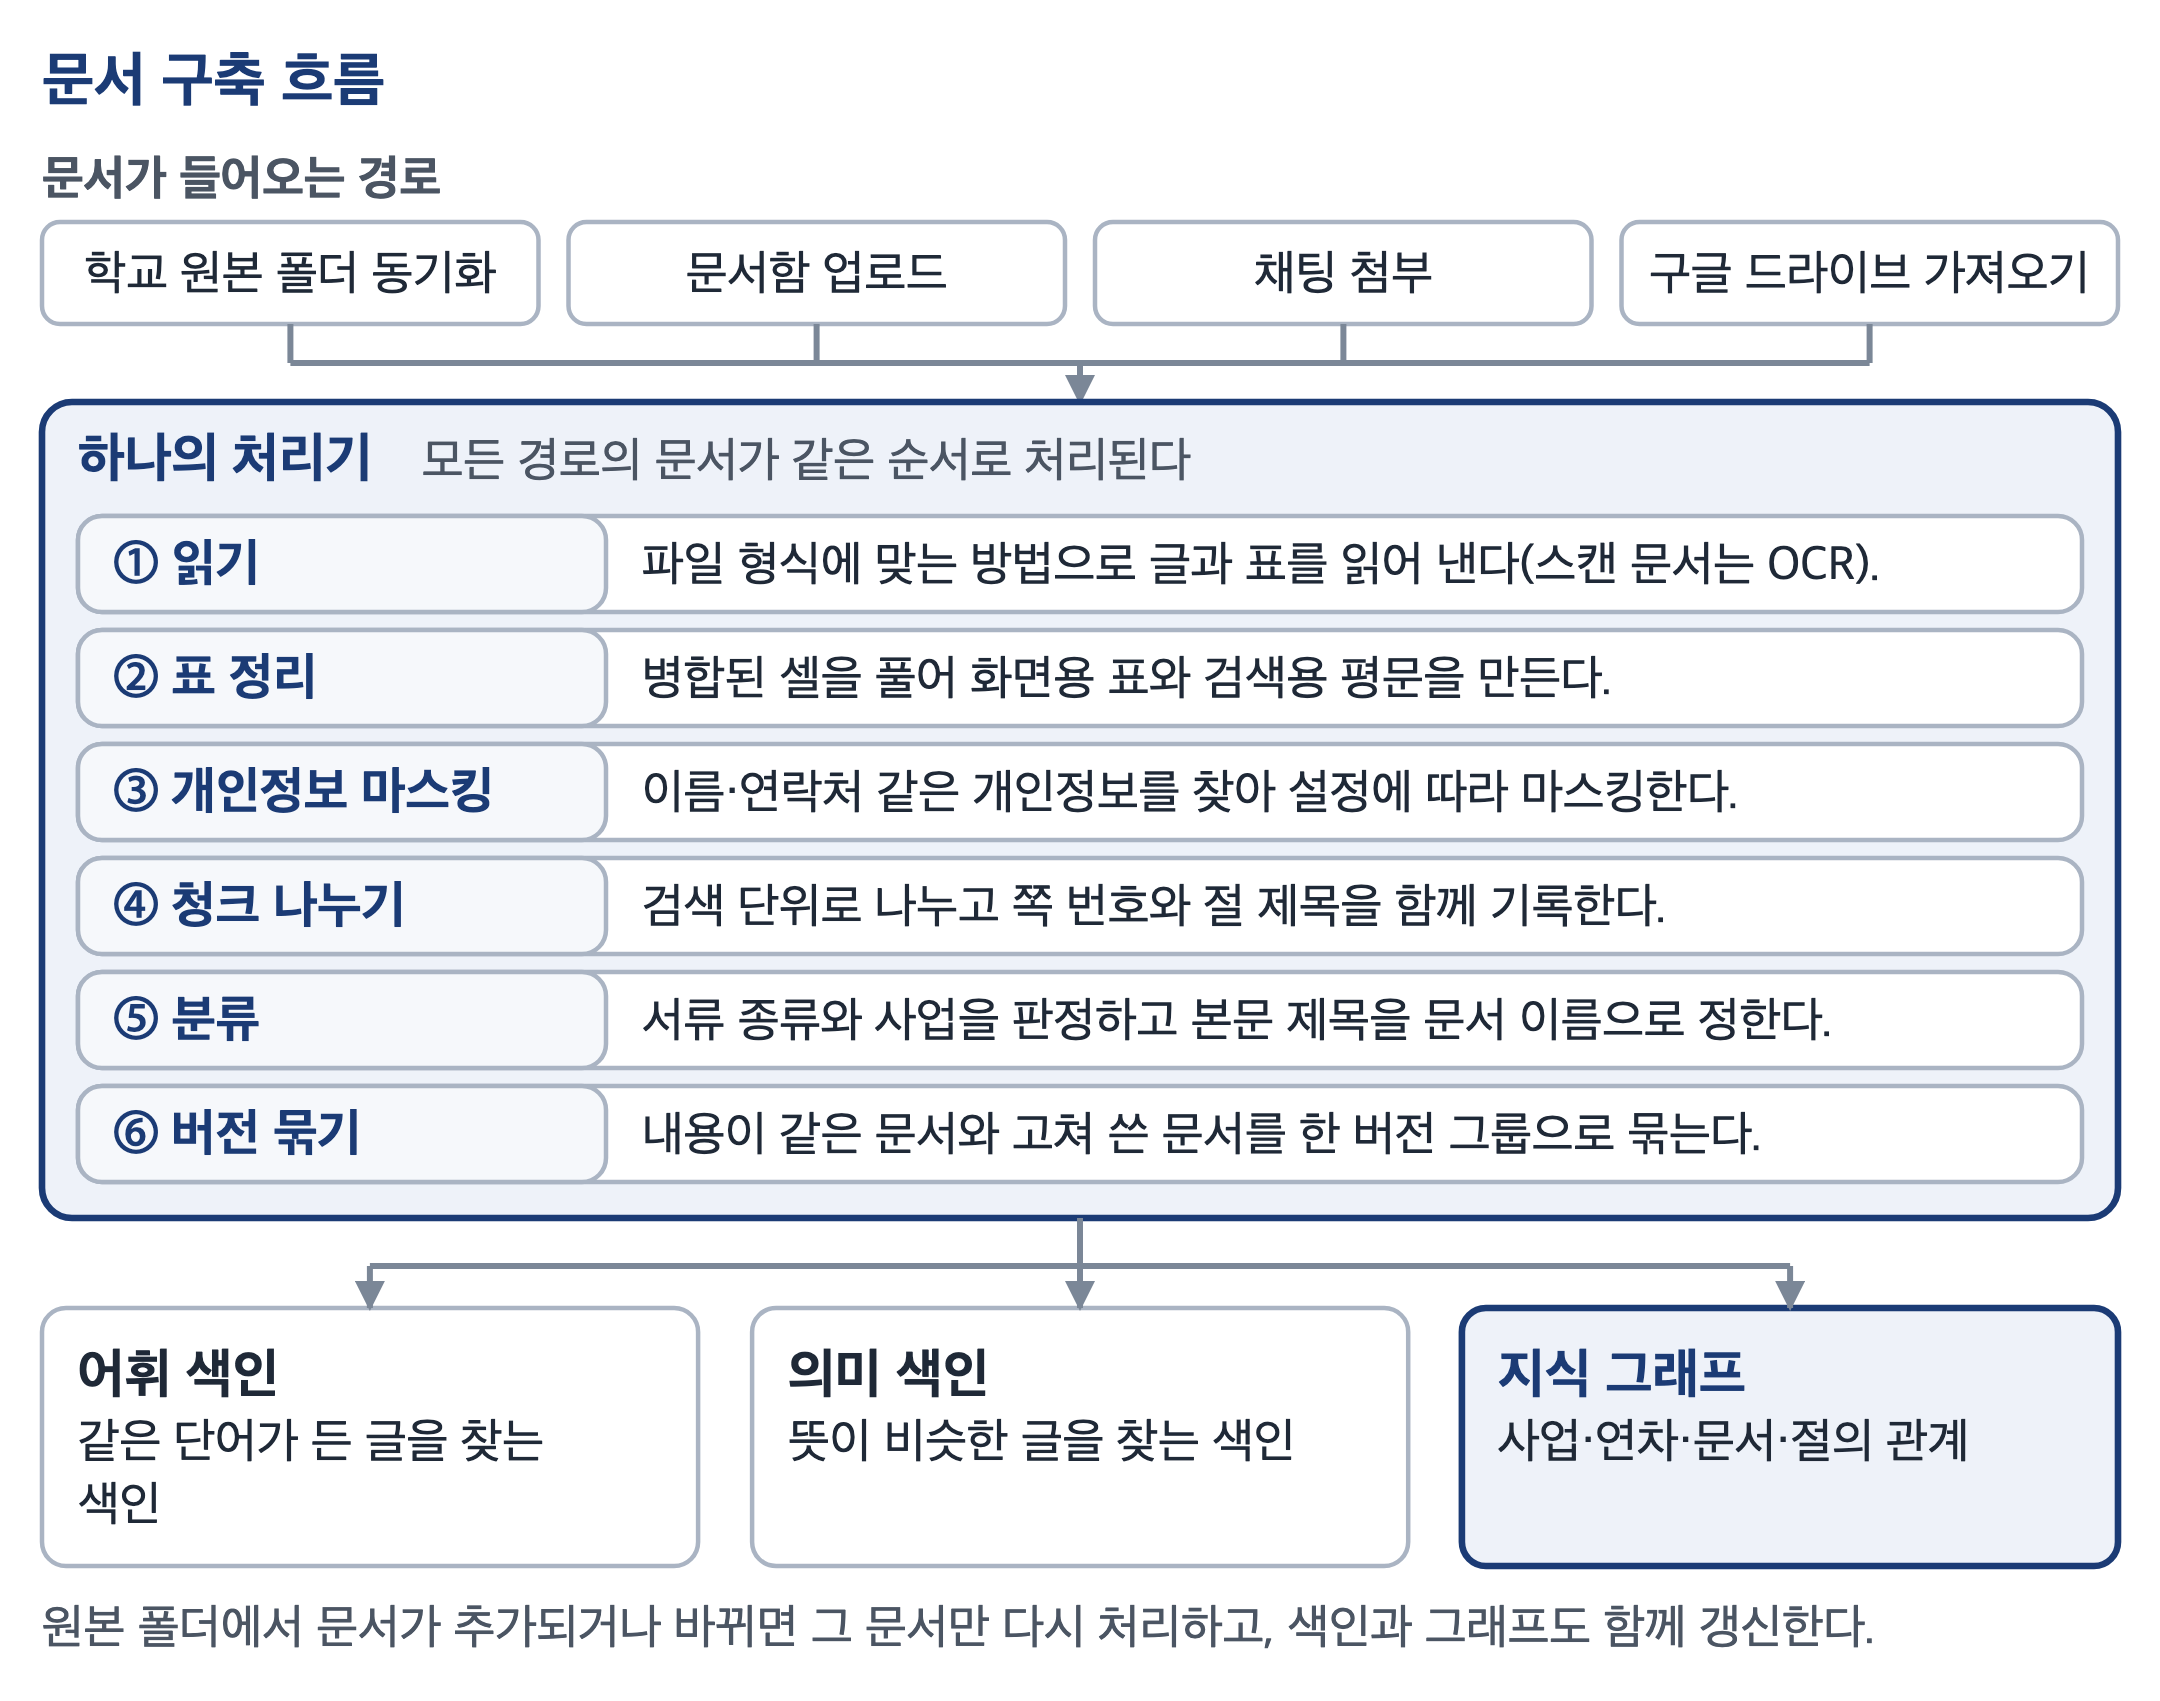 문서 구축 흐름
문서가 들어오는 경로
학교 원본 폴더 동기화
문서함 업로드
채팅 첨부
구글 드라이브 가져오기
하나의 처리기 모든 경로의 문서가 같은 순서로 처리된다
① 읽기 파일 형식에 맞는 방법으로 글과 표를 읽어 낸다(스캔 문서는 OCR).
② 표 정리 병합된 셀을 풀어 화면용 표와 검색용 평문을 만든다.
③ 개인정보 마스킹 이름·연락처 같은 개인정보를 찾아 설정에 따라 마스킹한다.
④ 청크 나누기 검색 단위로 나누고 쪽 번호와 절 제목을 함께 기록한다.
⑤ 분류 서류 종류와 사업을 판정하고 본문 제목을 문서 이름으로 정한다.
⑥ 버전 묶기 내용이 같은 문서와 고쳐 쓴 문서를 한 버전 그룹으로 묶는다.
어휘 색인
같은 단어가 든 글을 찾는
색인
의미 색인
뜻이 비슷한 글을 찾는 색인
지식 그래프
사업·연차·문서·절의 관계
원본 폴더에서 문서가 추가되거나 바뀌면 그 문서만 다시 처리하고, 색인과 그래프도 함께 갱신한다.